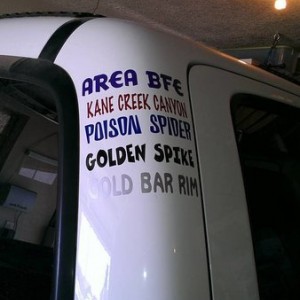 AREA BFE
KANE CREEK CANYON
POISON SPIDER
GOLDEN SPIKE
GOLD BAR RIM